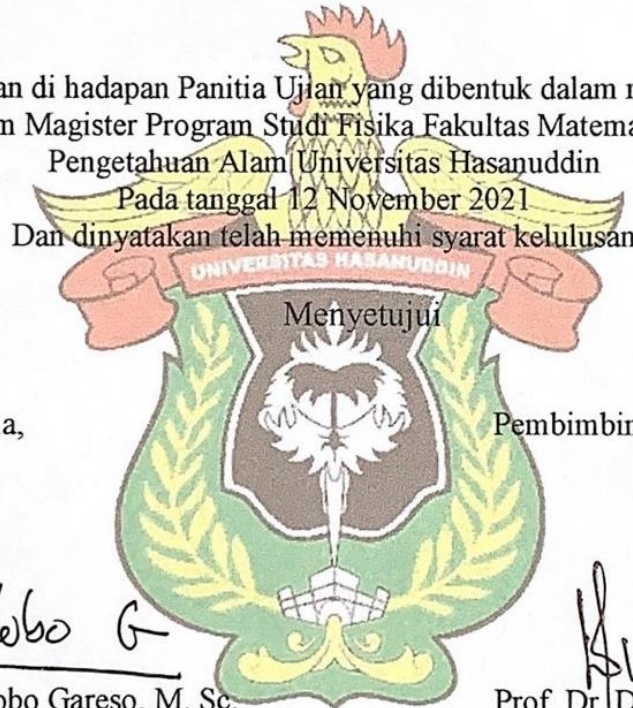 an di hadapan Panitia Ujian yang dibentuk dalam r
m Magister Program Studi Fisika Fakultas Matema
Pengetahuan Alam Universitas Hasanuddin
Pada tanggal 12 November 2021
Dan dinyatakan telah memenuhi syarat kelulusan
UNIVERSITAS HASANUDDIN
Menyetujui
a, Pembimbin
obo G
obo Gareso, M. Sc. Prof. Dr. D